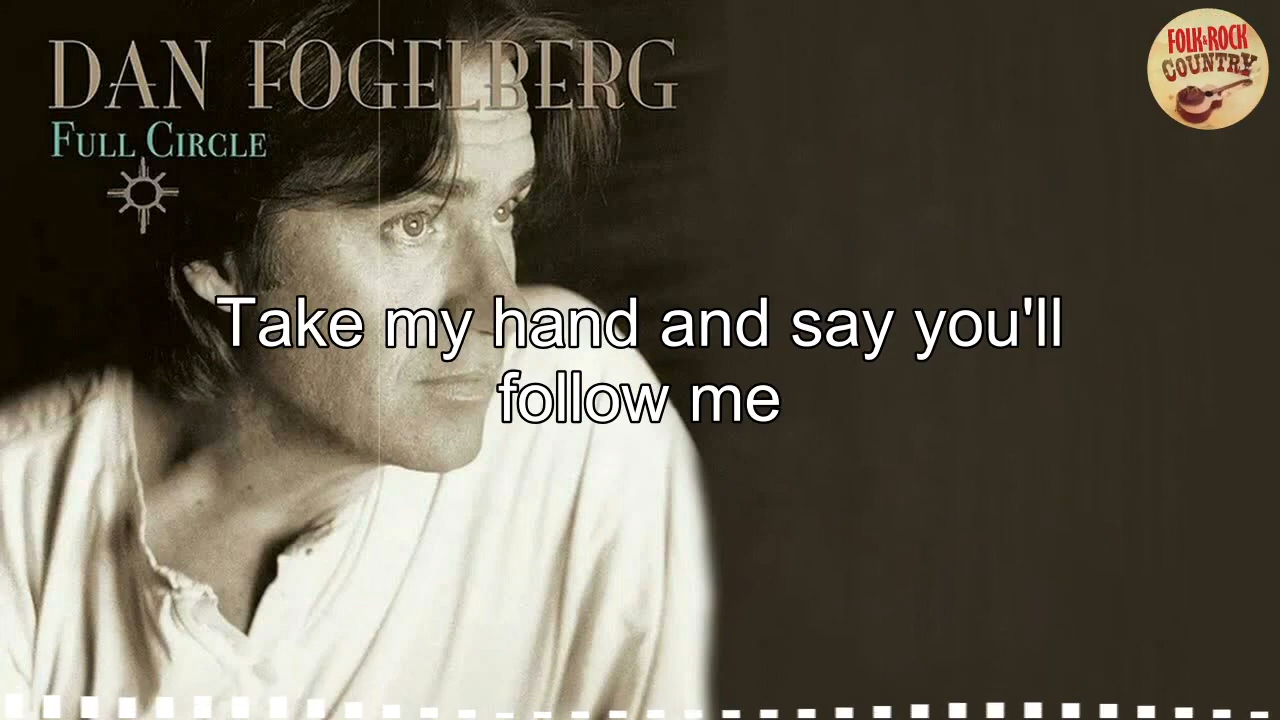 DAN FOGELBERG
FULL CIRCLE
FOLK & ROCK
COUNTRY
Take my hand and say you'll
follow me